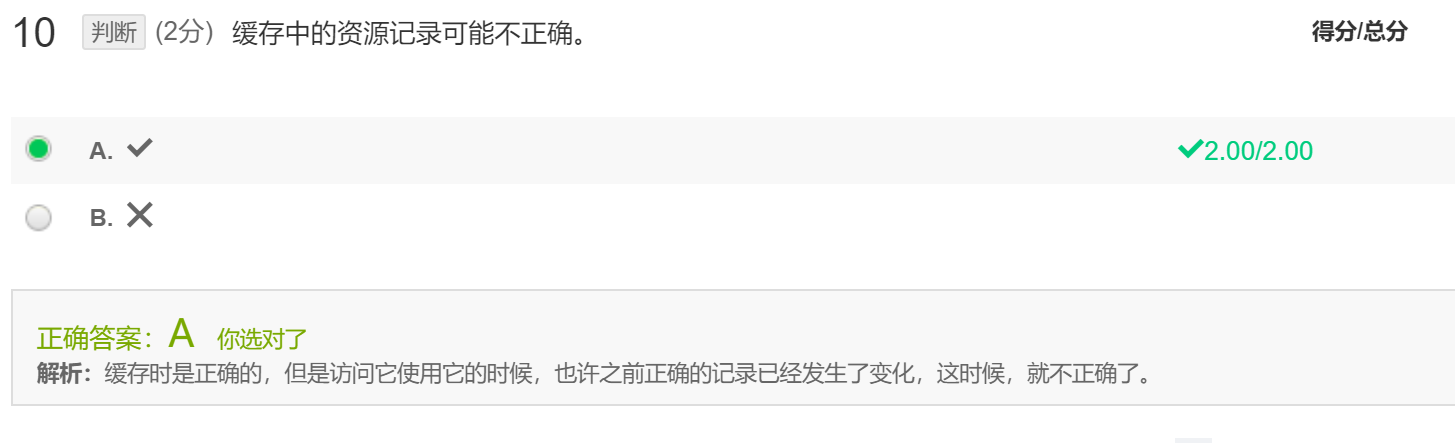 10 判断 (2分) 缓存中的资源记录可能不正确。 得分/总分
A. ✓ ✓2.00/2.00
B. ✕
正确答案：A 你选对了
解析：缓存时是正确的，但是访问它使用它的时候，也许之前正确的记录已经发生了变化，这时候，就不正确了。